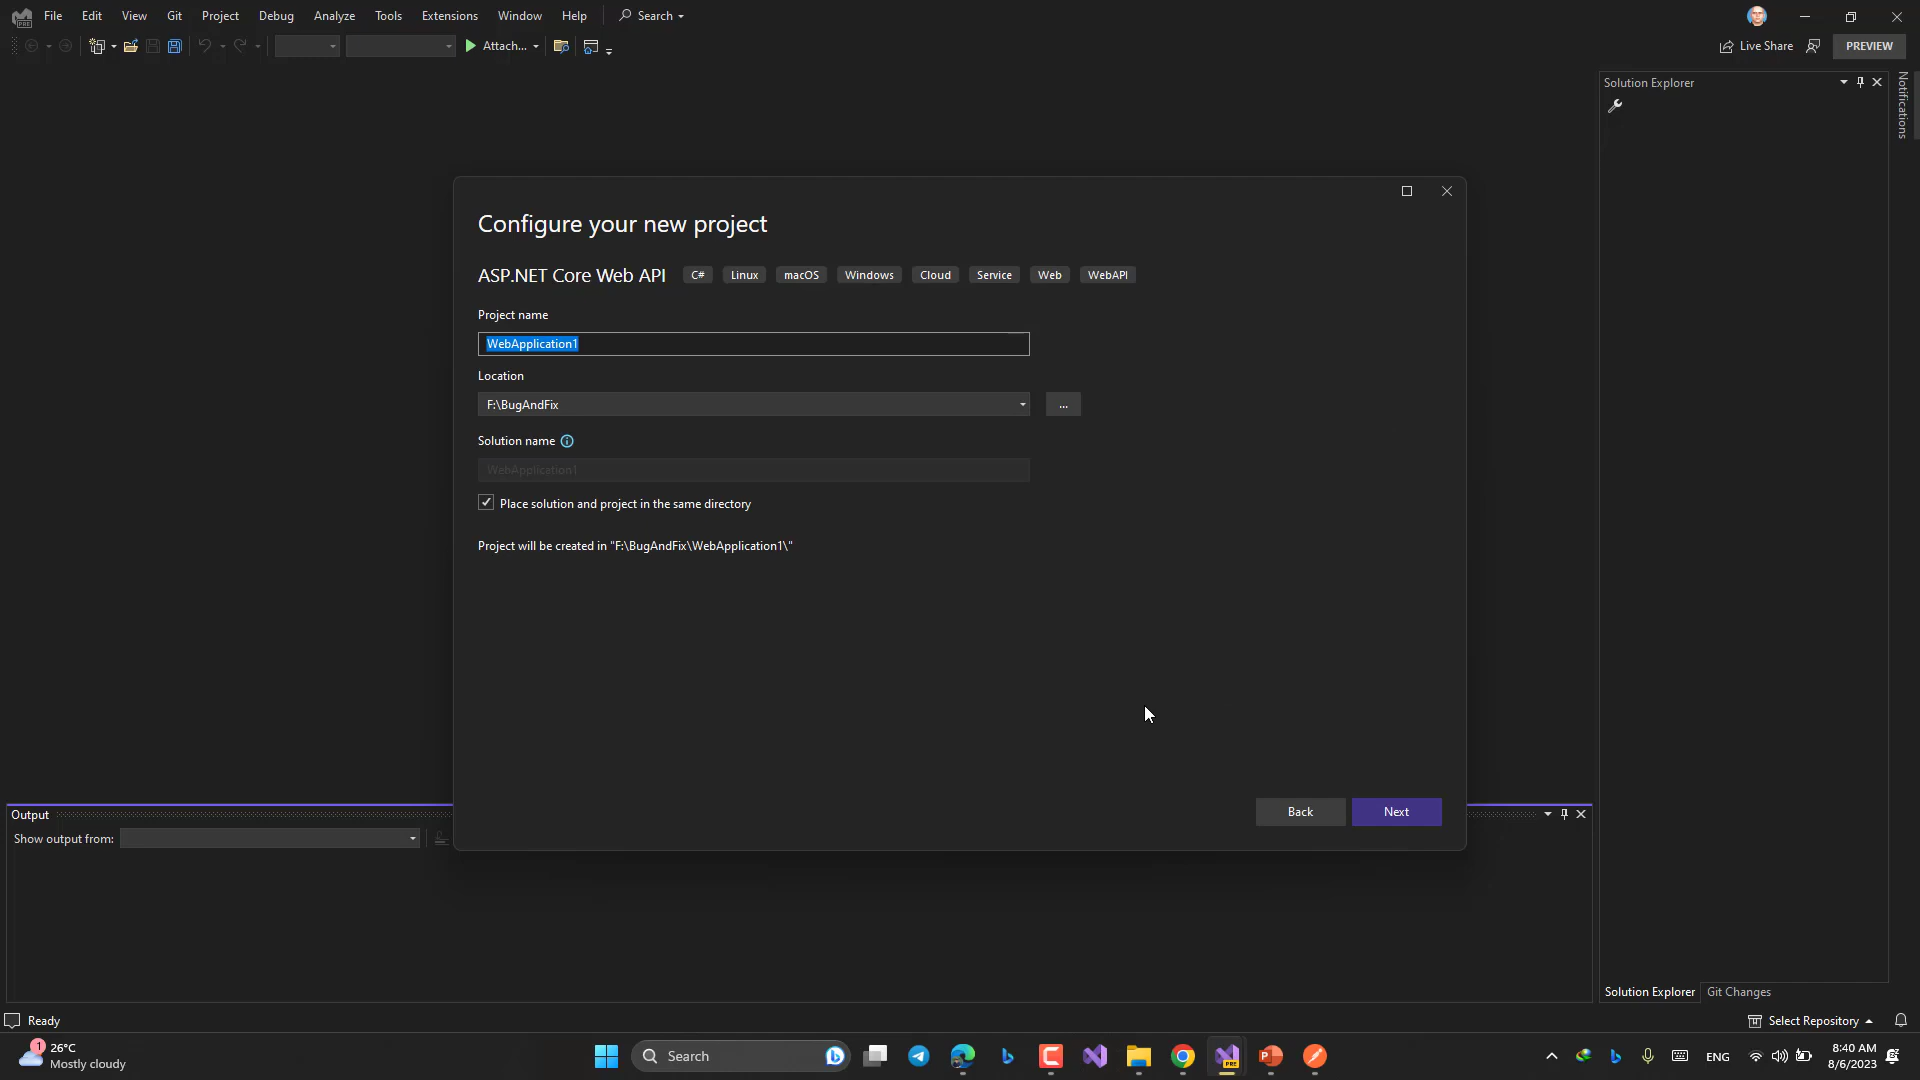 File Edit View Git Project Debug Analyze Tools Extensions Window Help Search
Attach... Live Share PREVIEW
Solution Explorer
Notifications
Configure your new project
ASP.NET Core Web API C# Linux macOS Windows Cloud Service Web WebAPI
Project name
WebApplication1
Location
F:\BugAndFix
...
Solution name
WebApplication1
Place solution and project in the same directory
Project will be created in "F:\BugAndFix\WebApplication1\"
Back Next
Output
Show output from:
Solution Explorer Git Changes
Ready Select Repository
1 26°C
Mostly cloudy
Search
PRE
ENG
8:40 AM
8/6/2023